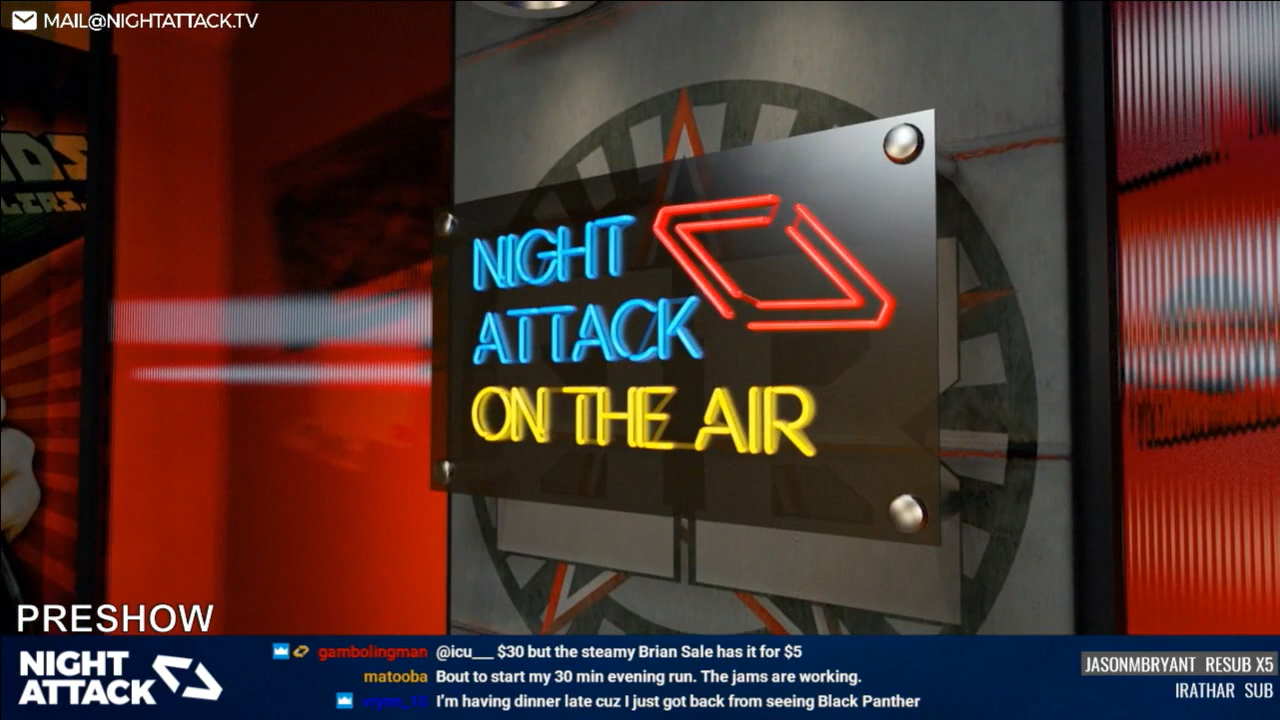 MAIL@NIGHTATTACK.TV
NIGHT
ATTACK
ON THE AIR
PRESHOW
NIGHT
ATTACK
gambolingman @icu___ $30 but the steamy Brian Sale has it for $5
matooba Bout to start my 30 min evening run. The jams are working.
I'm having dinner late cuz I just got back from seeing Black Panther
JASONMBRYANT RESUB X5
IRATHAR SUB